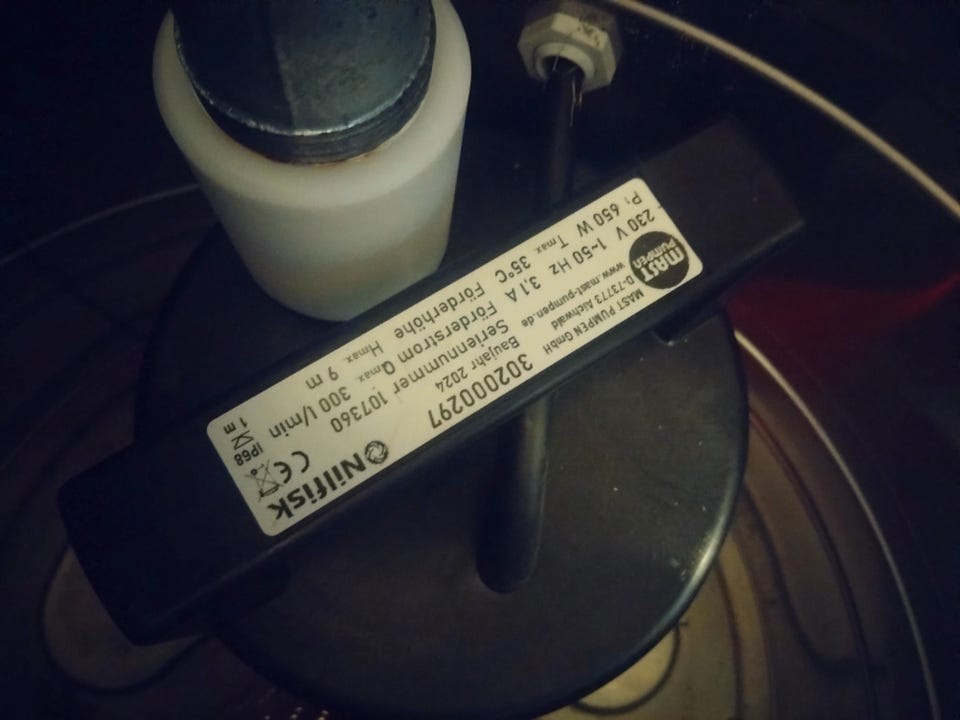 MAST
PUMPEN
MAST PUMPEN GmbH
D-73773 Aichwald
www.mast-pumpen.de
302000297
Baujahr 2024
Seriennummer 107360
Nilfisk
CE
IP68
1 m
230 V 1~50 Hz 3,1 A Förderstrom Qmax. 300 l/min
P1 650 W Tmax. 35°C Förderhöhe Hmax. 9 m